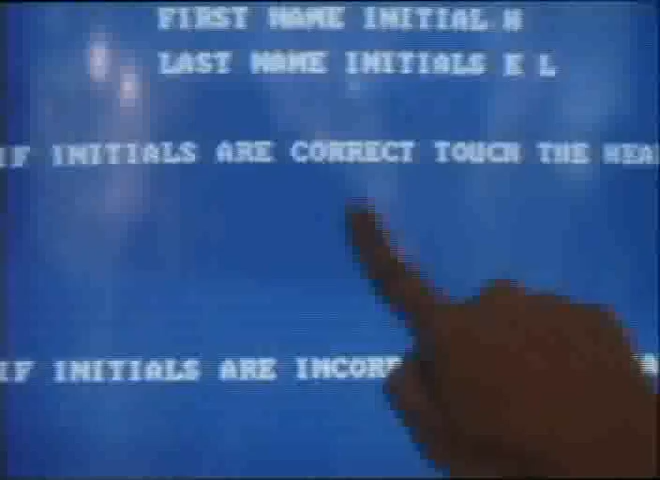 FIRST NAME INITIAL H
LAST NAME INITIALS E L
IF INITIALS ARE CORRECT TOUCH THE
IF INITIALS ARE